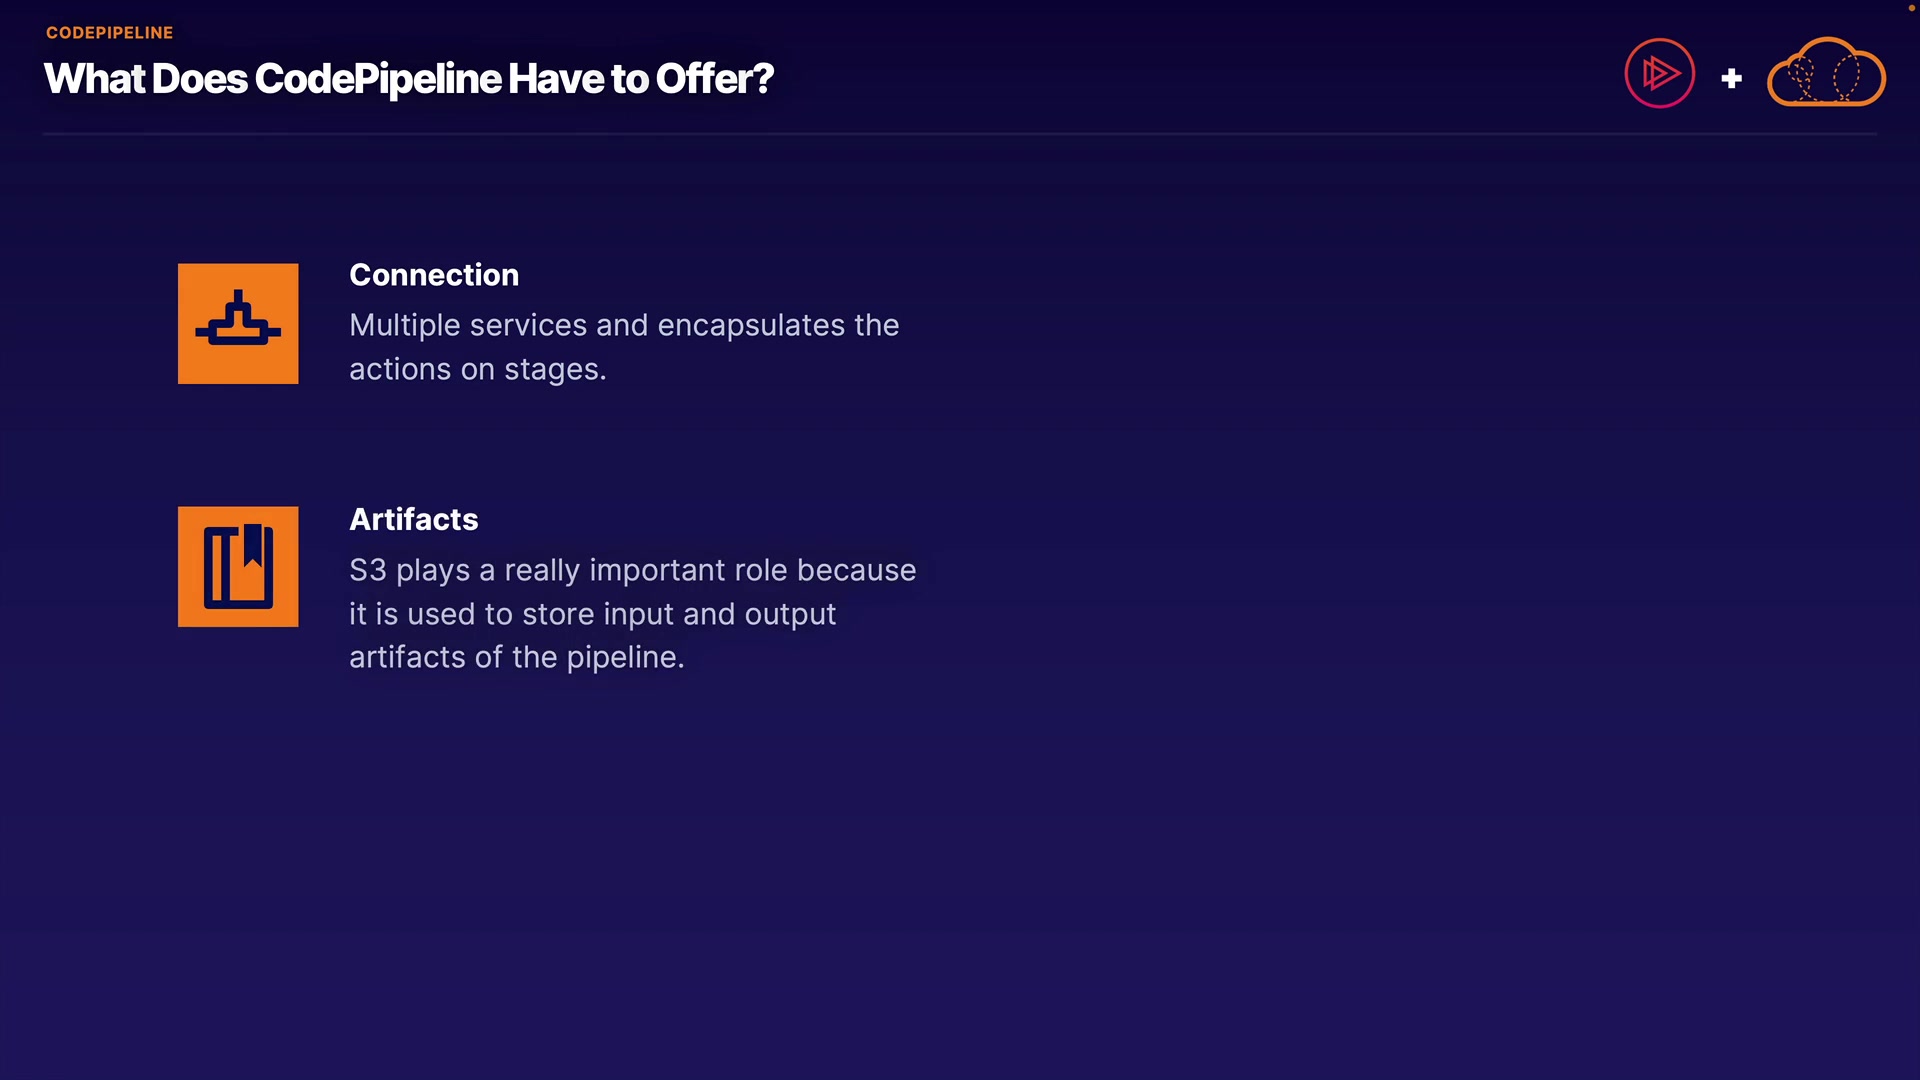 CODEPIPELINE
What Does CodePipeline Have to Offer?
+
Connection
Multiple services and encapsulates the
actions on stages.
Artifacts
S3 plays a really important role because
it is used to store input and output
artifacts of the pipeline.